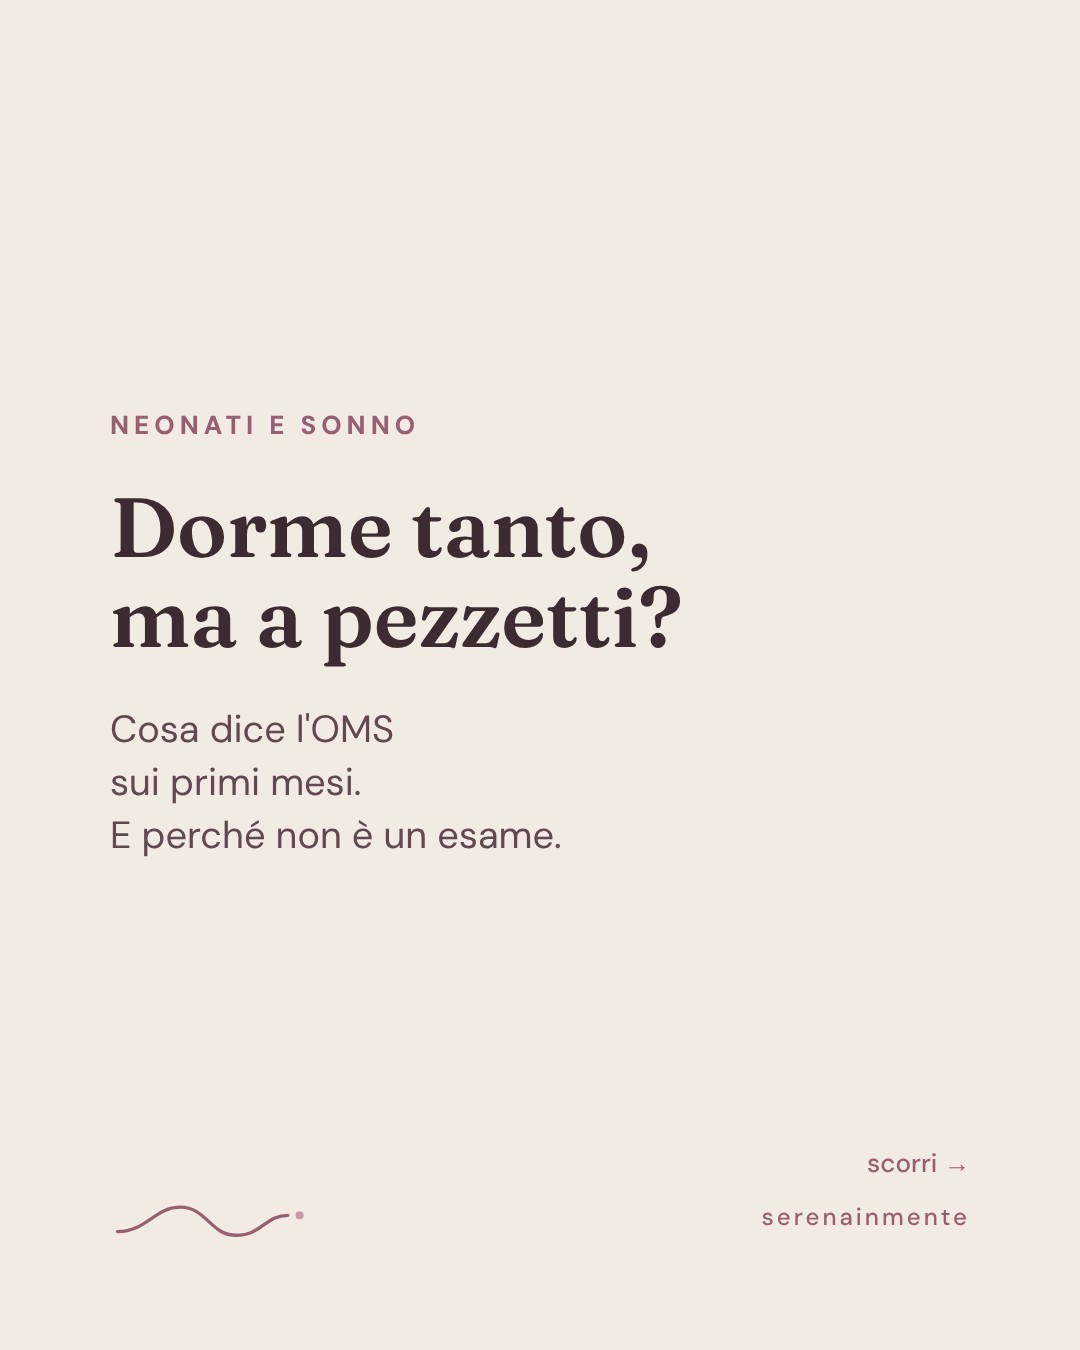 NEONATI E SONNO
Dorme tanto,
ma a pezzetti?
Cosa dice l'OMS
sui primi mesi.
E perché non è un esame.
scorri →
serenainmente